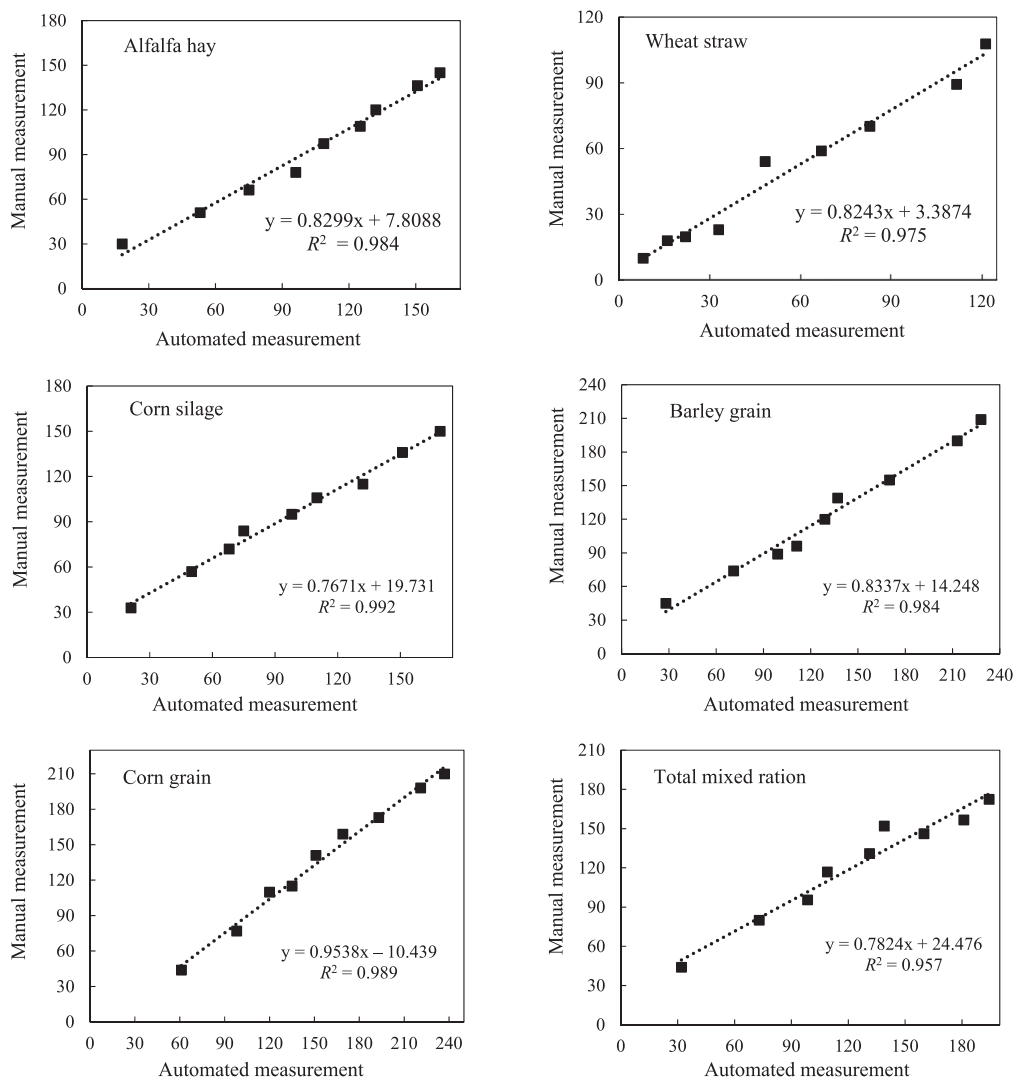 Alfalfa hay
Manual measurement
180
150
120
90
60
30
0
y = 0.8299x + 7.8088
R² = 0.984
0 30 60 90 120 150
Automated measurement
Wheat straw
Manual measurement
120
90
60
30
0
y = 0.8243x + 3.3874
R² = 0.975
0 30 60 90 120
Automated measurement
Corn silage
Manual measurement
180
150
120
90
60
30
0
y = 0.7671x + 19.731
R² = 0.992
0 30 60 90 120 150
Automated measurement
Barley grain
Manual measurement
240
210
180
150
120
90
60
30
0
y = 0.8337x + 14.248
R² = 0.984
0 30 60 90 120 150 180 210 240
Automated measurement
Corn grain
Manual measurement
210
180
150
120
90
60
30
0
y = 0.9538x – 10.439
R² = 0.989
0 30 60 90 120 150 180 210 240
Automated measurement
Total mixed ration
Manual measurement
210
180
150
120
90
60
30
0
y = 0.7824x + 24.476
R² = 0.957
0 30 60 90 120 150 180
Automated measurement